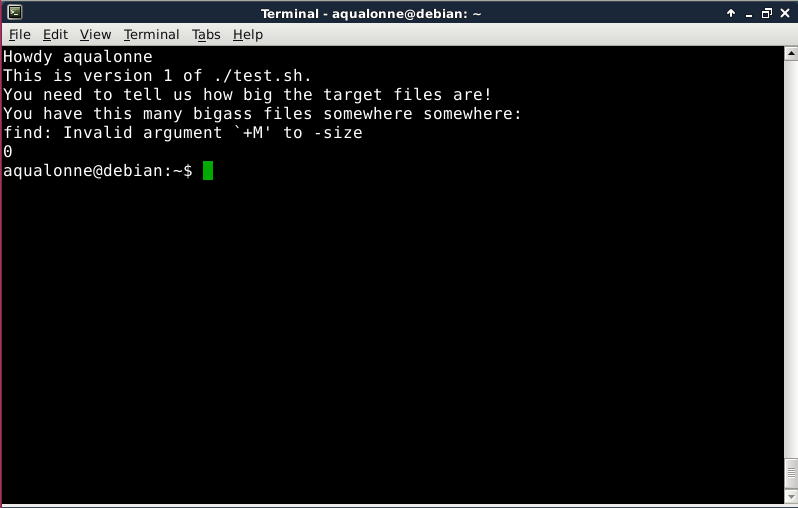 Terminal - aqualonne@debian: ~
File Edit View Terminal Tabs Help
Howdy aqualonne
This is version 1 of ./test.sh.
You need to tell us how big the target files are!
You have this many bigass files somewhere somewhere:
find: Invalid argument `+M' to -size
0
aqualonne@debian:~$